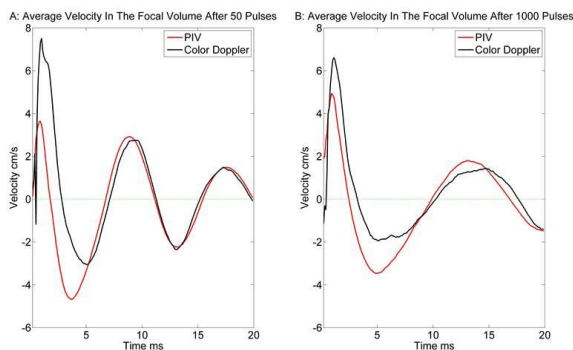 A: Average Velocity In The Focal Volume After 50 Pulses
8
6
4
2
0
-2
-4
-6
Velocity cm/s
PIV
Color Doppler
5
10
15
20
Time ms
B: Average Velocity In The Focal Volume After 1000 Pulses
8
6
4
2
0
-2
-4
-6
Velocity cm/s
PIV
Color Doppler
5
10
15
20
Time ms